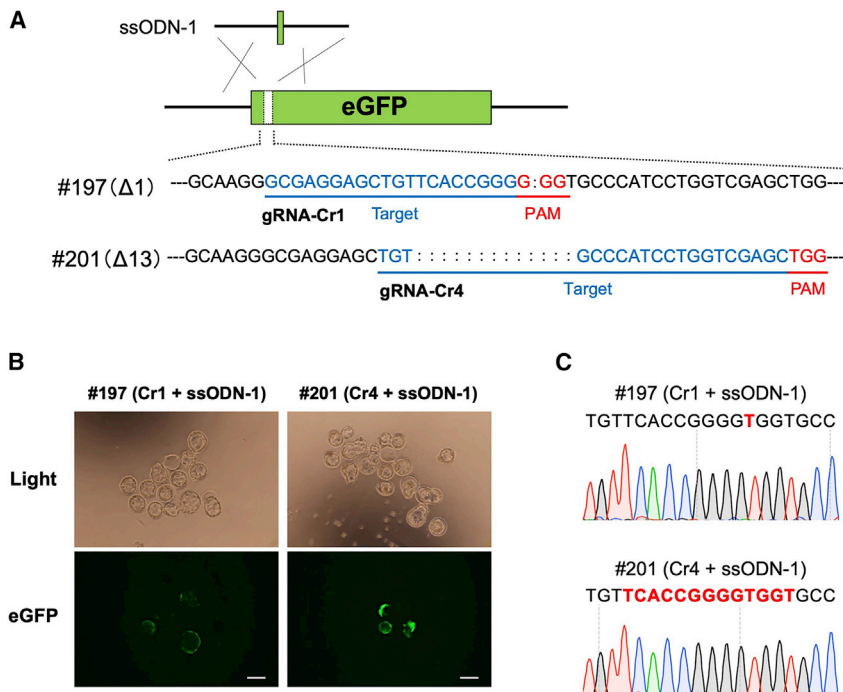 A
ssODN-1
eGFP
#197(Δ1) ---GCAAGGGCGAGGAGCTGTTCACCGGGG:GGTGCCCATCCTGGTCGAGCTGG---
gRNA-Cr1 Target PAM
#201(Δ13) ---GCAAGGGCGAGGAGCTGT:::::::::::::GCCCATCCTGGTCGAGCTGG---
gRNA-Cr4 Target PAM
B
#197 (Cr1 + ssODN-1) #201 (Cr4 + ssODN-1)
Light
eGFP
C
#197 (Cr1 + ssODN-1)
TGTTCACCGGGGTGGTGCC
#201 (Cr4 + ssODN-1)
TGTTCACCGGGGTGGTGCC